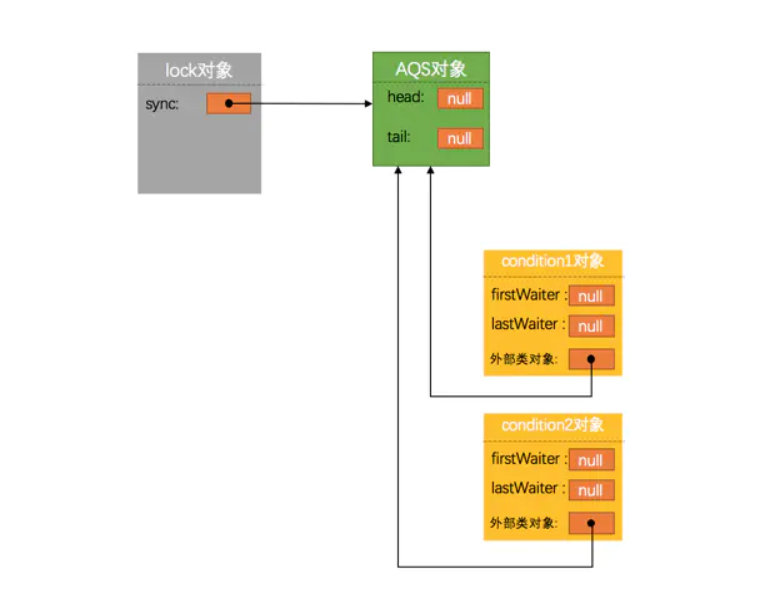 lock对象
sync:
AQS对象
head: null
tail: null
condition1对象
firstWaiter : null
lastWaiter : null
外部类对象:
condition2对象
firstWaiter : null
lastWaiter : null
外部类对象: